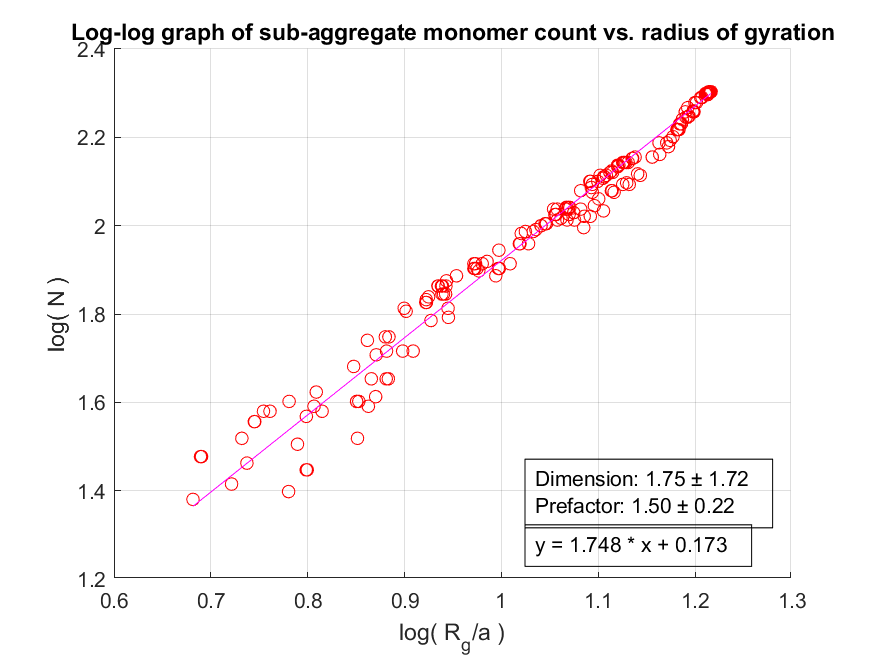 Log-log graph of sub-aggregate monomer count vs. radius of gyration
2.4
2.2
2
1.8
1.6
1.4
1.2
log( N )
Dimension: 1.75 ± 1.72
Prefactor: 1.50 ± 0.22
y = 1.748 * x + 0.173
0.6 0.7 0.8 0.9 1 1.1 1.2 1.3
log( Rg/a )